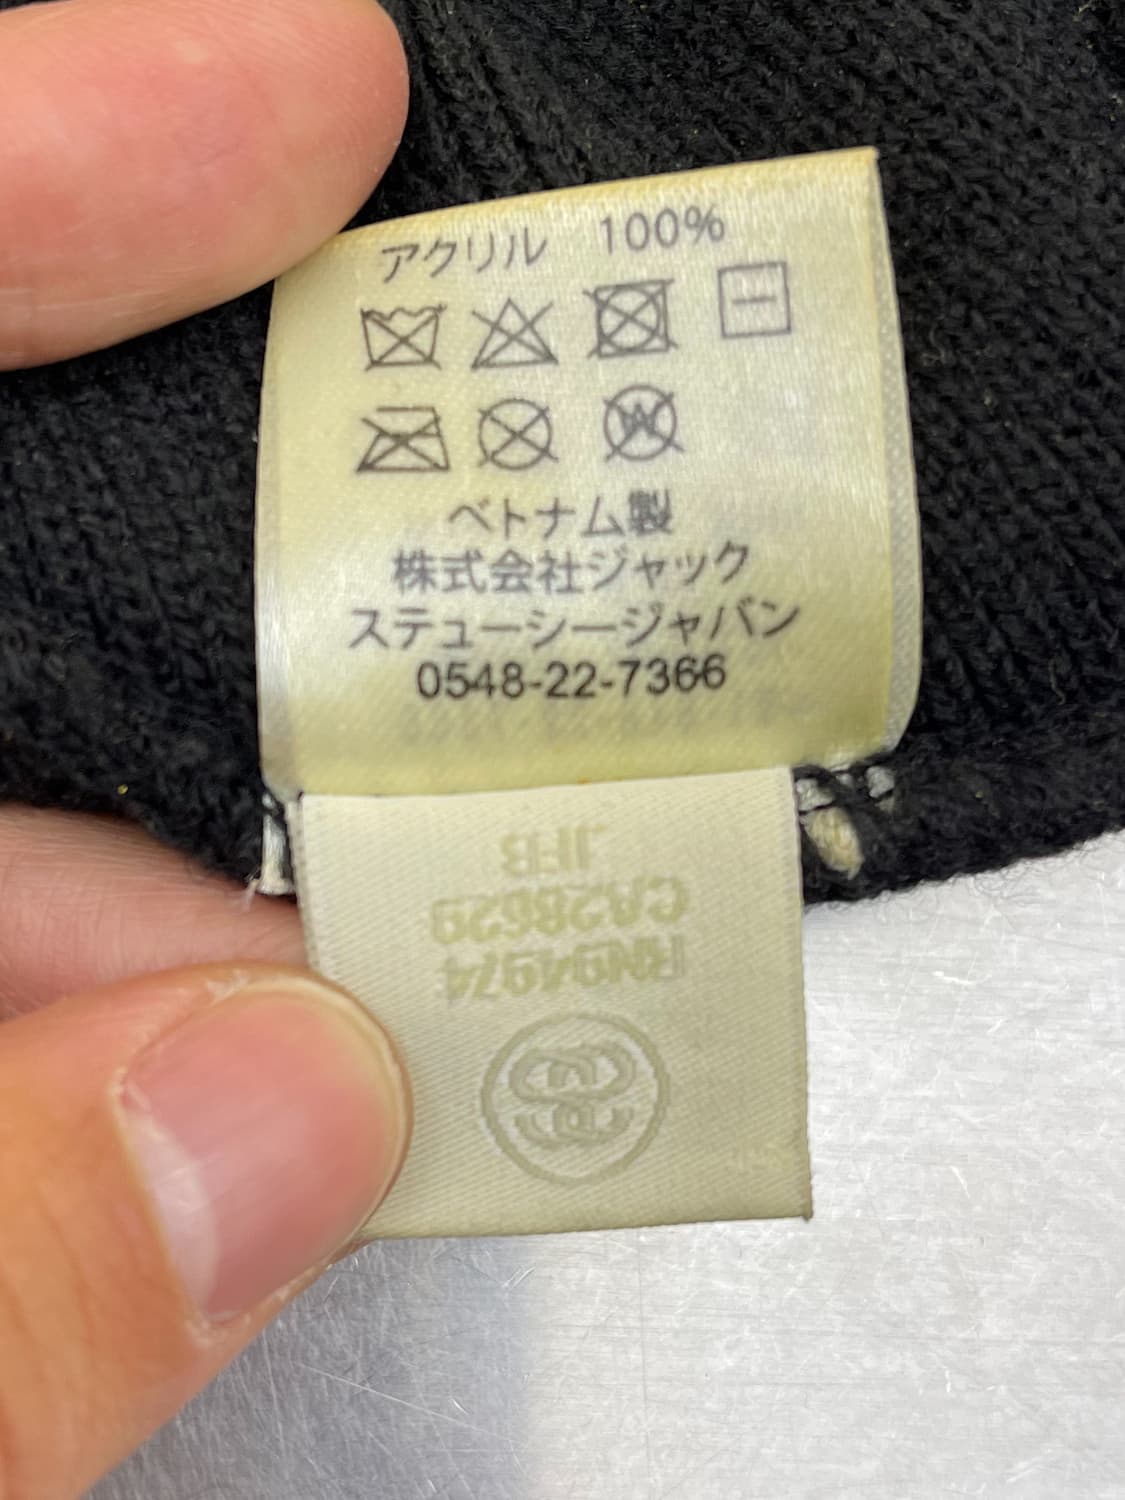 アクリル 100%
ベトナム製
株式会社ジャック
ステューシージャパン
0548-22-7366
JFB
CA28629
RN94974